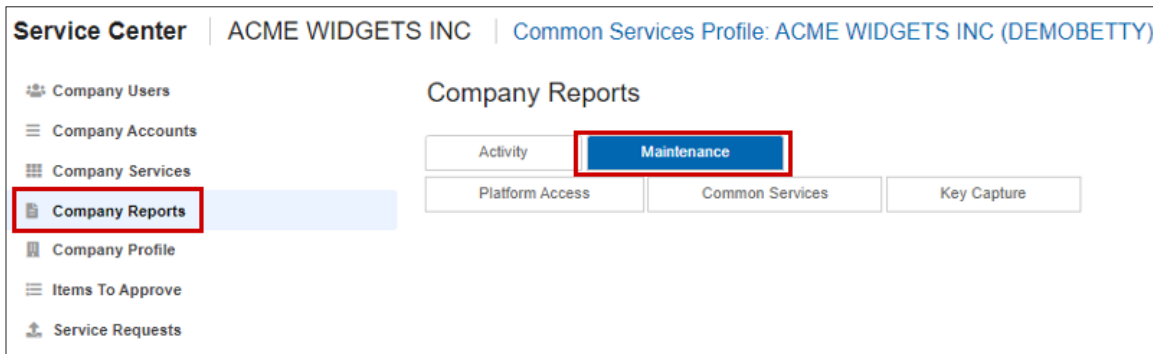 Service Center ACME WIDGETS INC Common Services Profile: ACME WIDGETS INC (DEMOBETTY)
Company Users
Company Accounts
Company Services
Company Reports
Company Profile
Items To Approve
Service Requests
Company Reports
Activity Maintenance
Platform Access Common Services Key Capture